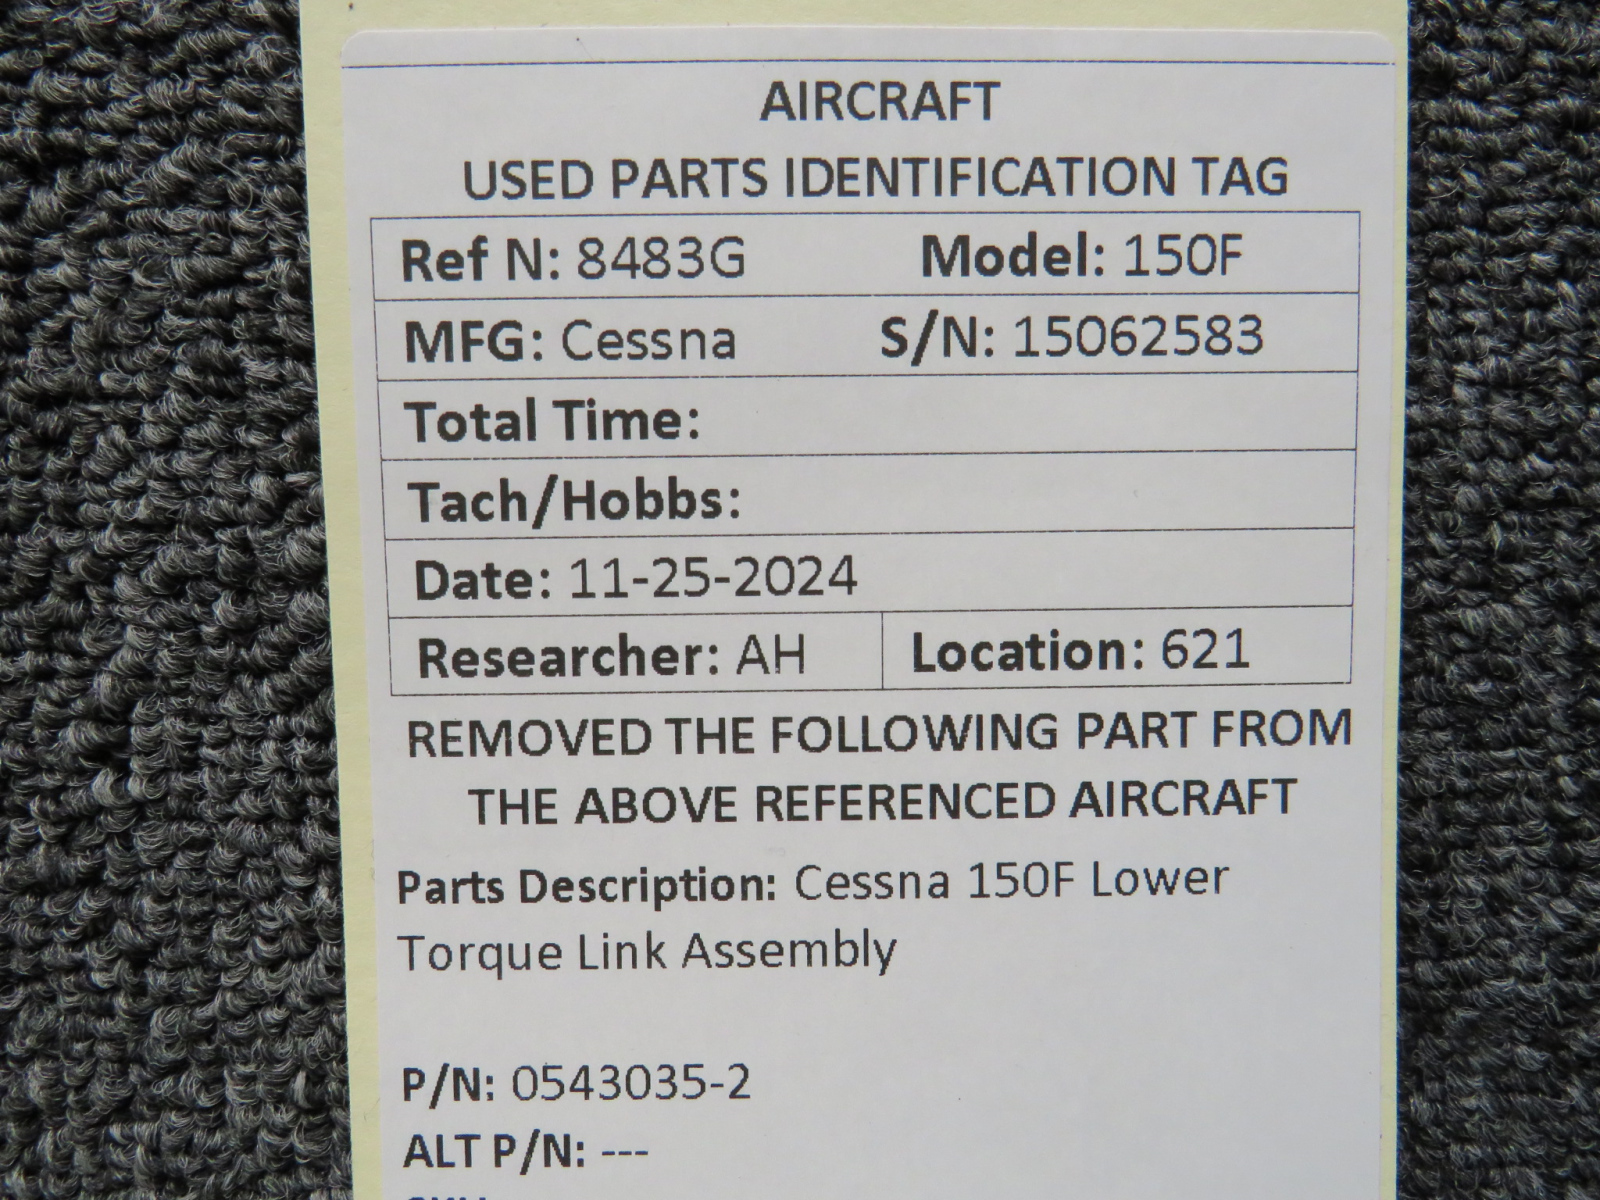 AIRCRAFT
USED PARTS IDENTIFICATION TAG
Ref N: 8483G Model: 150F
MFG: Cessna S/N: 15062583
Total Time:
Tach/Hobbs:
Date: 11-25-2024
Researcher: AH Location: 621
REMOVED THE FOLLOWING PART FROM
THE ABOVE REFERENCED AIRCRAFT
Parts Description: Cessna 150F Lower
Torque Link Assembly
P/N: 0543035-2
ALT P/N: ---